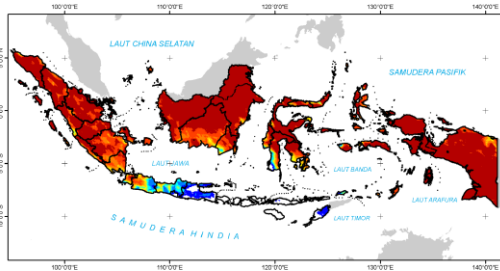 100°0'0"E 110°0'0"E 120°0'0"E 130°0'0"E 140°0'0"E
LAUT CHINA SELATAN
SAMUDERA PASIFIK
LAUT JAWA
LAUT BANDA
LAUT ARAFURA
LAUT TIMOR
SAMUDERA HINDIA
100°0'0"E 110°0'0"E 120°0'0"E 130°0'0"E 140°0'0"E